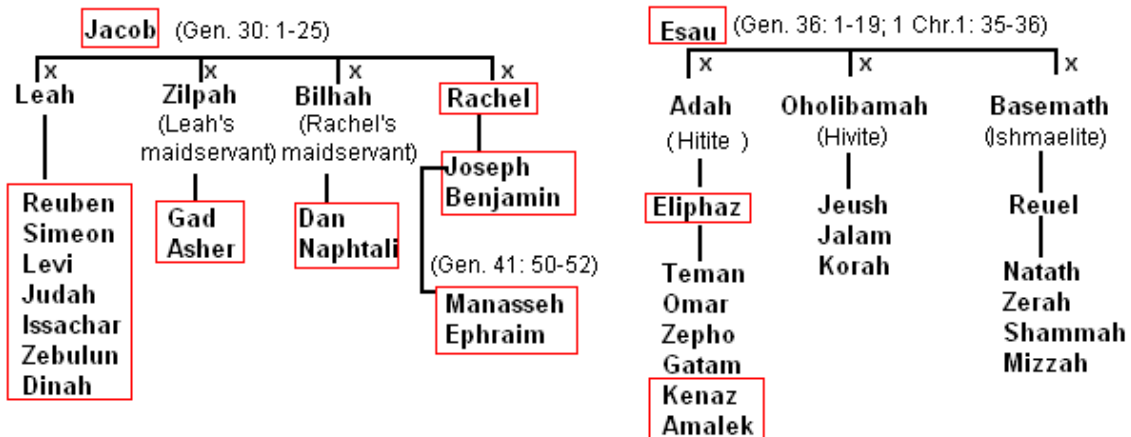 Jacob (Gen. 30: 1-25)
x x x x
Leah Zilpah Bilhah Rachel
(Leah's (Rachel's
maidservant) maidservant)
Joseph
Benjamin
Reuben
Simeon
Levi
Judah
Issachar
Zebulun
Dinah
Gad
Asher
Dan
Naphtali
(Gen. 41: 50-52)
Manasseh
Ephraim
Esau (Gen. 36: 1-19; 1 Chr.1: 35-36)
x x x
Adah Oholibamah Basemath
(Hitite ) (Hivite) (Ishmaelite)
Eliphaz
Teman
Omar
Zepho
Gatam
Kenaz
Amalek
Jeush
Jalam
Korah
Reuel
Natath
Zerah
Shammah
Mizzah